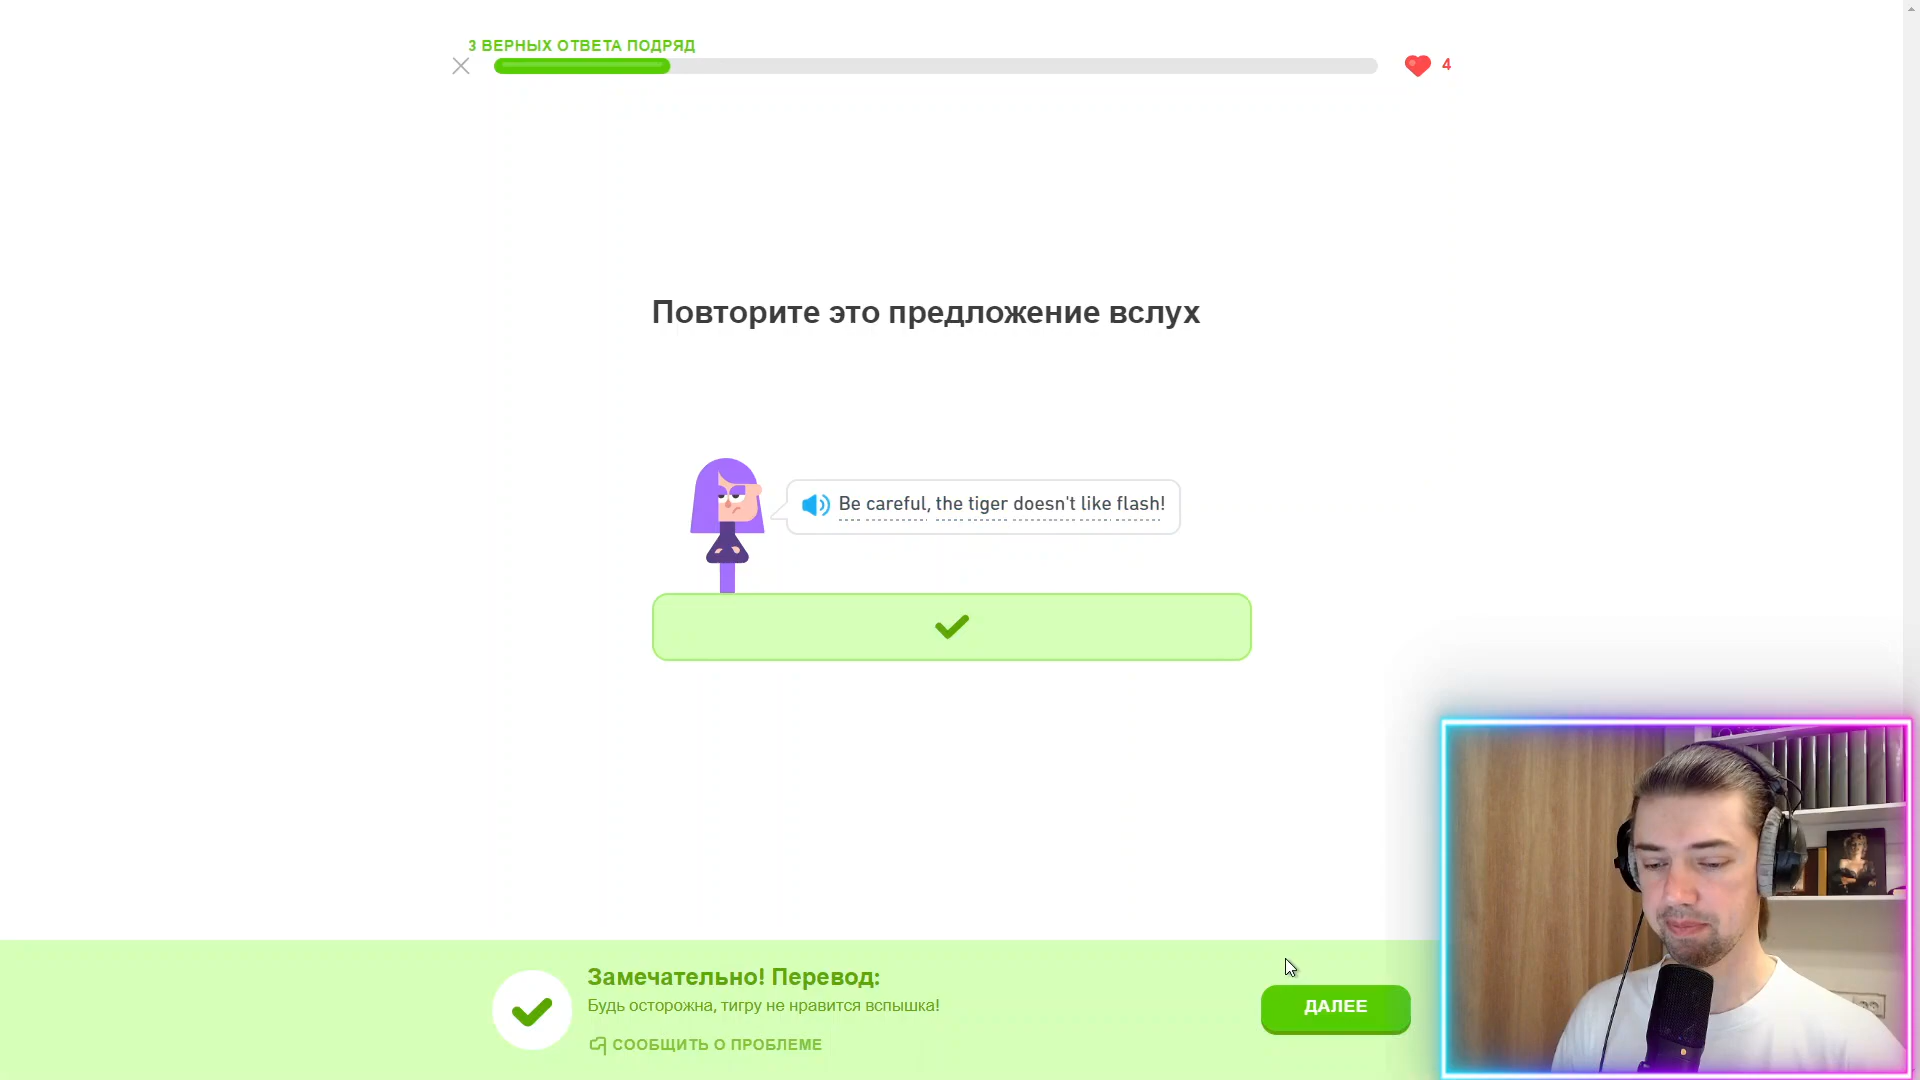 3 ВЕРНЫХ ОТВЕТА ПОДРЯД
4
Повторите это предложение вслух
Be careful, the tiger doesn't like flash!
Замечательно! Перевод:
Будь осторожна, тигру не нравится вспышка!
СООБЩИТЬ О ПРОБЛЕМЕ
ДАЛЕЕ